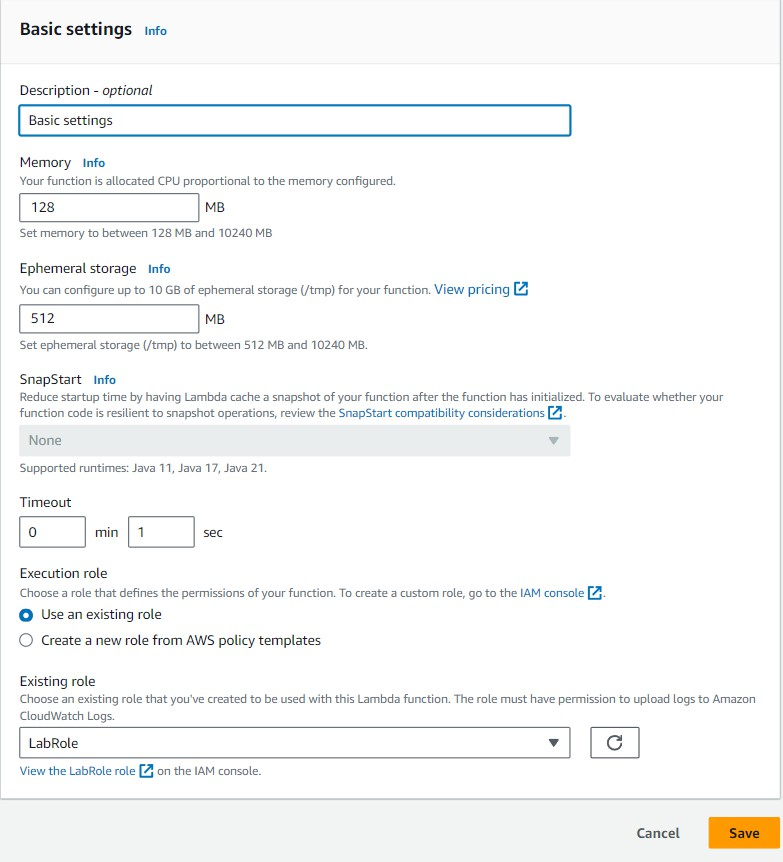 Basic settings Info
Description - optional
Basic settings
Memory Info
Your function is allocated CPU proportional to the memory configured.
128 MB
Set memory to between 128 MB and 10240 MB
Ephemeral storage Info
You can configure up to 10 GB of ephemeral storage (/tmp) for your function. View pricing
512 MB
Set ephemeral storage (/tmp) to between 512 MB and 10240 MB.
SnapStart Info
Reduce startup time by having Lambda cache a snapshot of your function after the function has initialized. To evaluate whether your
function code is resilient to snapshot operations, review the SnapStart compatibility considerations.
None
Supported runtimes: Java 11, Java 17, Java 21.
Timeout
0 min 1 sec
Execution role
Choose a role that defines the permissions of your function. To create a custom role, go to the IAM console.
Use an existing role
Create a new role from AWS policy templates
Existing role
Choose an existing role that you've created to be used with this Lambda function. The role must have permission to upload logs to Amazon
CloudWatch Logs.
LabRole
View the LabRole role on the IAM console.
Cancel Save